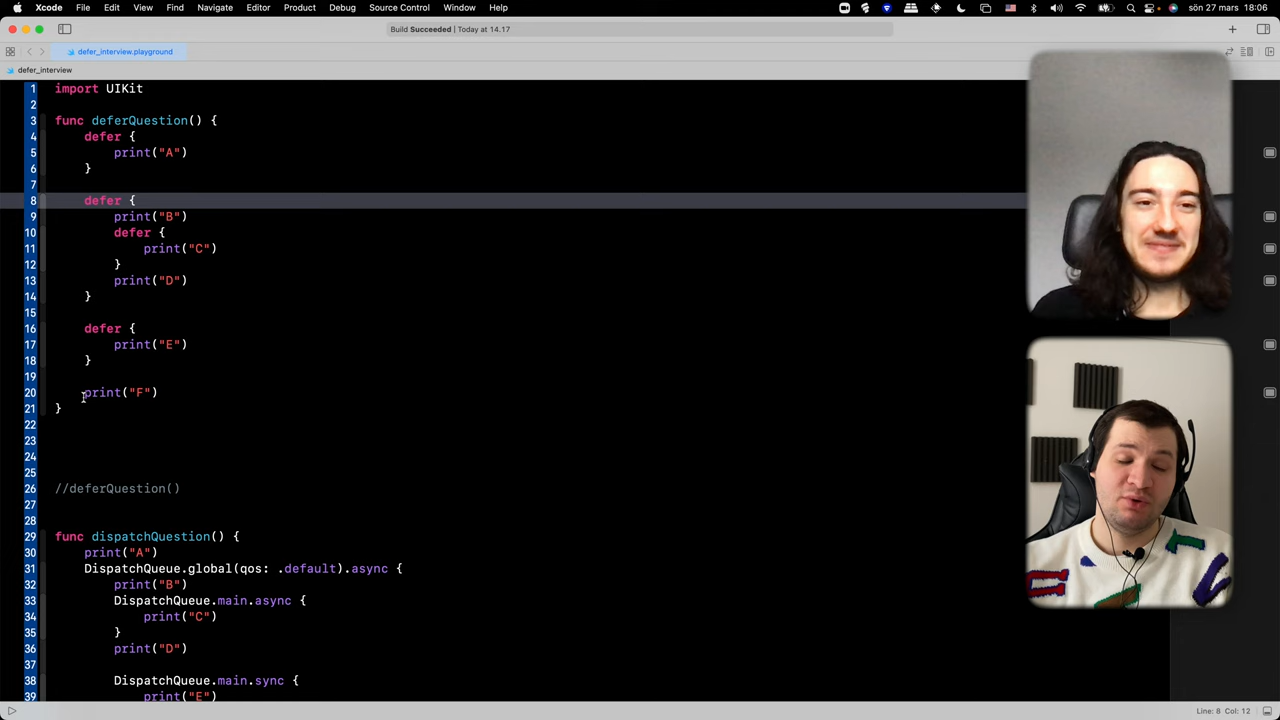 Xcode File Edit View Find Navigate Editor Product Debug Source Control Window Help sön 27 mars 18:06
Build Succeeded | Today at 14.17
defer_interview.playground
defer_interview
1 import UIKit
2
3 func deferQuestion() {
4 defer {
5 print("A")
6 }
7
8 defer {
9 print("B")
10 defer {
11 print("C")
12 }
13 print("D")
14 }
15
16 defer {
17 print("E")
18 }
19
20 print("F")
21 }
22
23
24
25
26 //deferQuestion()
27
28
29 func dispatchQuestion() {
30 print("A")
31 DispatchQueue.global(qos: .default).async {
32 print("B")
33 DispatchQueue.main.async {
34 print("C")
35 }
36 print("D")
37
38 DispatchQueue.main.sync {
39 print("E")
Line: 8 Col: 12